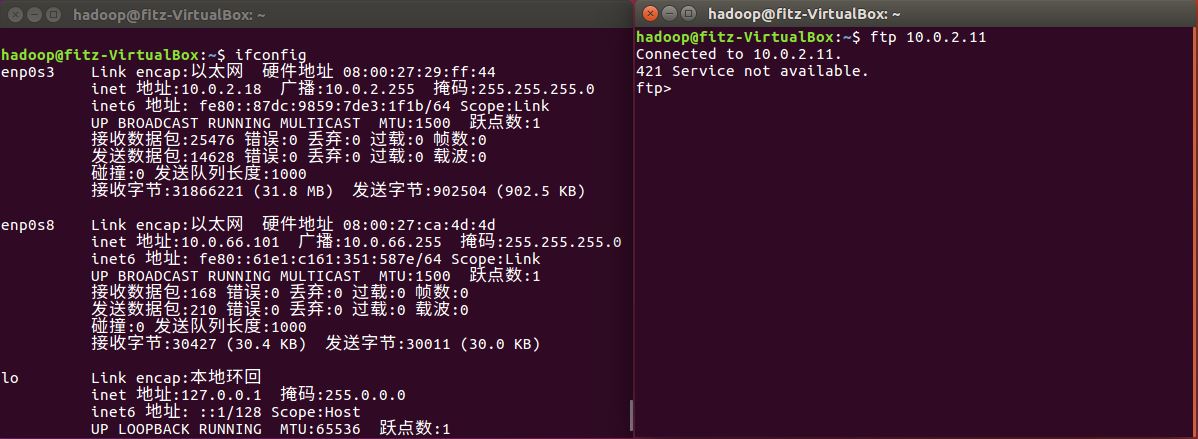 hadoop@fitz-VirtualBox: ~
hadoop@fitz-VirtualBox:~$ ifconfig
enp0s3    Link encap:以太网  硬件地址 08:00:27:29:ff:44
inet 地址:10.0.2.18  广播:10.0.2.255  掩码:255.255.255.0
inet6 地址: fe80::87dc:9859:7de3:1f1b/64 Scope:Link
UP BROADCAST RUNNING MULTICAST  MTU:1500  跃点数:1
接收数据包:25476 错误:0 丢弃:0 过载:0 帧数:0
发送数据包:14628 错误:0 丢弃:0 过载:0 载波:0
碰撞:0 发送队列长度:1000
接收字节:31866221 (31.8 MB)  发送字节:902504 (902.5 KB)
enp0s8    Link encap:以太网  硬件地址 08:00:27:ca:4d:4d
inet 地址:10.0.66.101  广播:10.0.66.255  掩码:255.255.255.0
inet6 地址: fe80::61e1:c161:351:587e/64 Scope:Link
UP BROADCAST RUNNING MULTICAST  MTU:1500  跃点数:1
接收数据包:168 错误:0 丢弃:0 过载:0 帧数:0
发送数据包:210 错误:0 丢弃:0 过载:0 载波:0
碰撞:0 发送队列长度:1000
接收字节:30427 (30.4 KB)  发送字节:30011 (30.0 KB)
lo        Link encap:本地环回
inet 地址:127.0.0.1  掩码:255.0.0.0
inet6 地址: ::1/128 Scope:Host
UP LOOPBACK RUNNING  MTU:65536  跃点数:1
hadoop@fitz-VirtualBox: ~
hadoop@fitz-VirtualBox:~$ ftp 10.0.2.11
Connected to 10.0.2.11.
421 Service not available.
ftp>